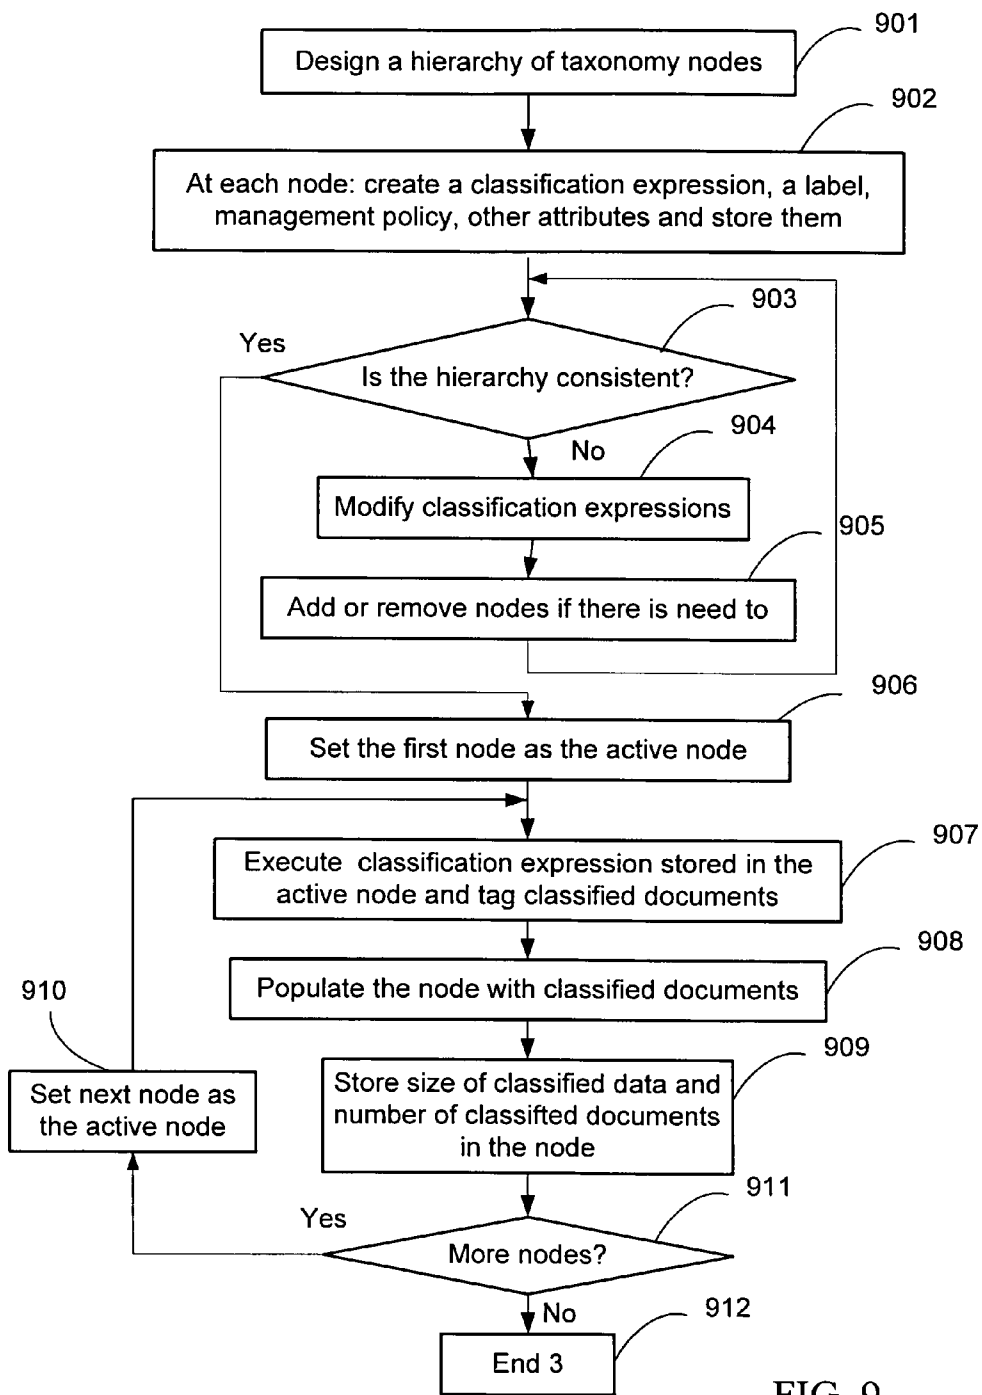 901
Design a hierarchy of taxonomy nodes
902
At each node: create a classification expression, a label,
management policy, other attributes and store them
903
Yes
Is the hierarchy consistent?
904
No
Modify classification expressions
905
Add or remove nodes if there is need to
906
Set the first node as the active node
907
Execute classification expression stored in the
active node and tag classified documents
908
Populate the node with classified documents
910
909
Set next node as
the active node
Store size of classified data and
number of classifted documents
in the node
911
Yes
More nodes?
No
912
End 3
FIG. 9